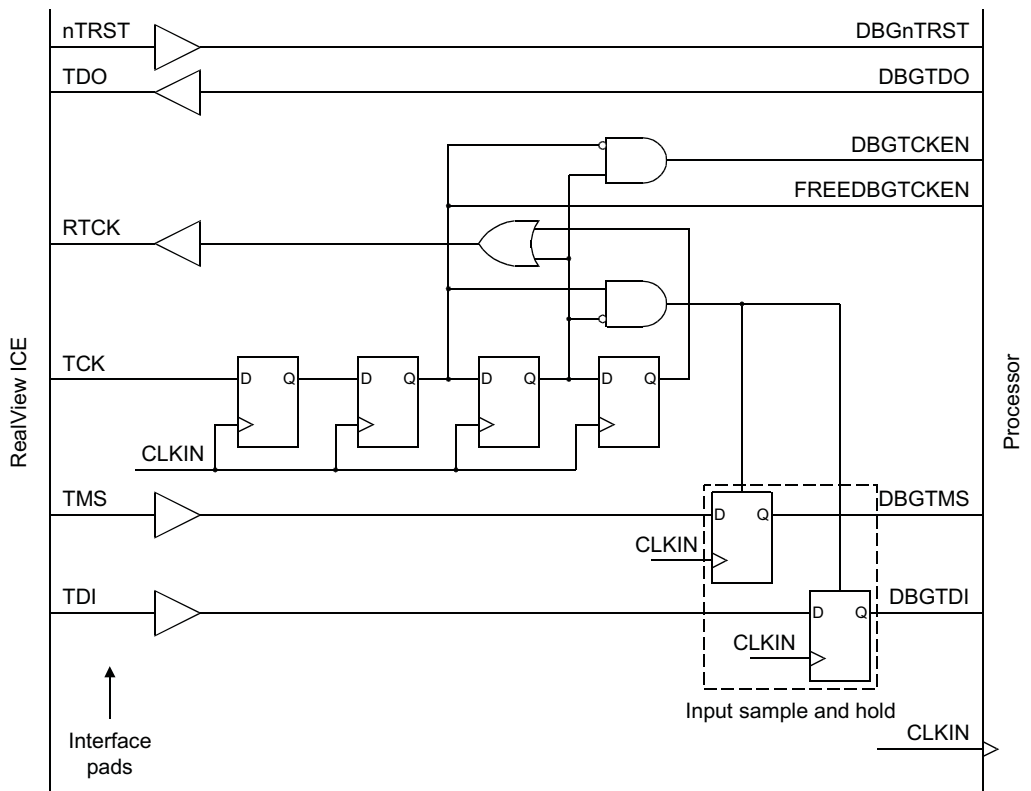 nTRST
DBGnTRST
TDO
DBGTDO
DBGTCKEN
FREEDBGTCKEN
RTCK
TCK
D Q
D Q
D Q
D Q
CLKIN
RealView ICE
Processor
TMS
D Q
DBGTMS
CLKIN
TDI
D Q
DBGTDI
CLKIN
Input sample and hold
Interface
pads
CLKIN